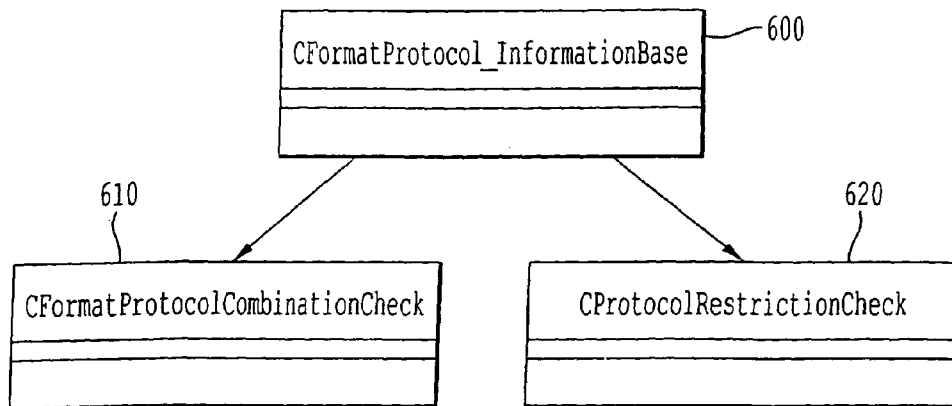 600
CFormatProtocol_InformationBase
610
620
CFormatProtocolCombinationCheck
CProtocolRestrictionCheck